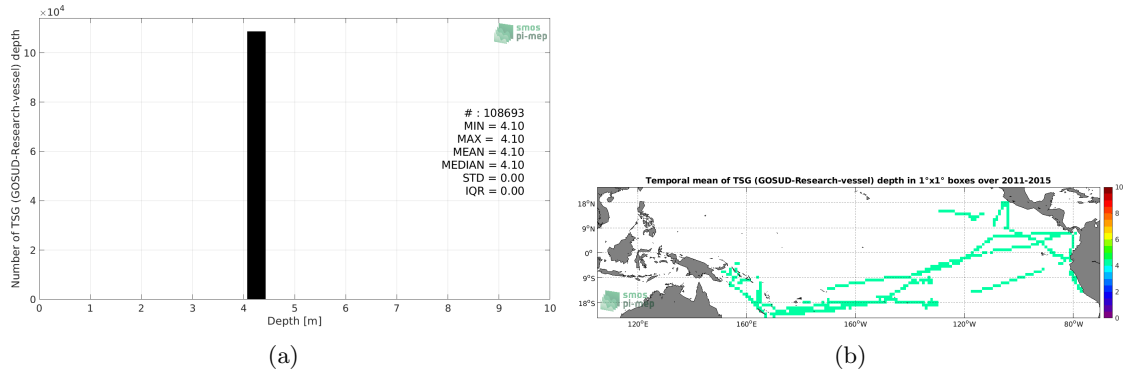 ×10⁴
10
8
6
4
2
0
Number of TSG (GOSUD-Research-vessel) depth
smos
pi-mep
# : 108693
MIN = 4.10
MAX = 4.10
MEAN = 4.10
MEDIAN = 4.10
STD = 0.00
IQR = 0.00
0 1 2 3 4 5 6 7 8 9 10
Depth [m]
(a)
Temporal mean of TSG (GOSUD-Research-vessel) depth in 1°x1° boxes over 2011-2015
18°N
9°N
0°
9°S
18°S
smos
pi-mep
120°E 160°E 160°W 120°W 80°W
10
8
6
4
2
0
(b)